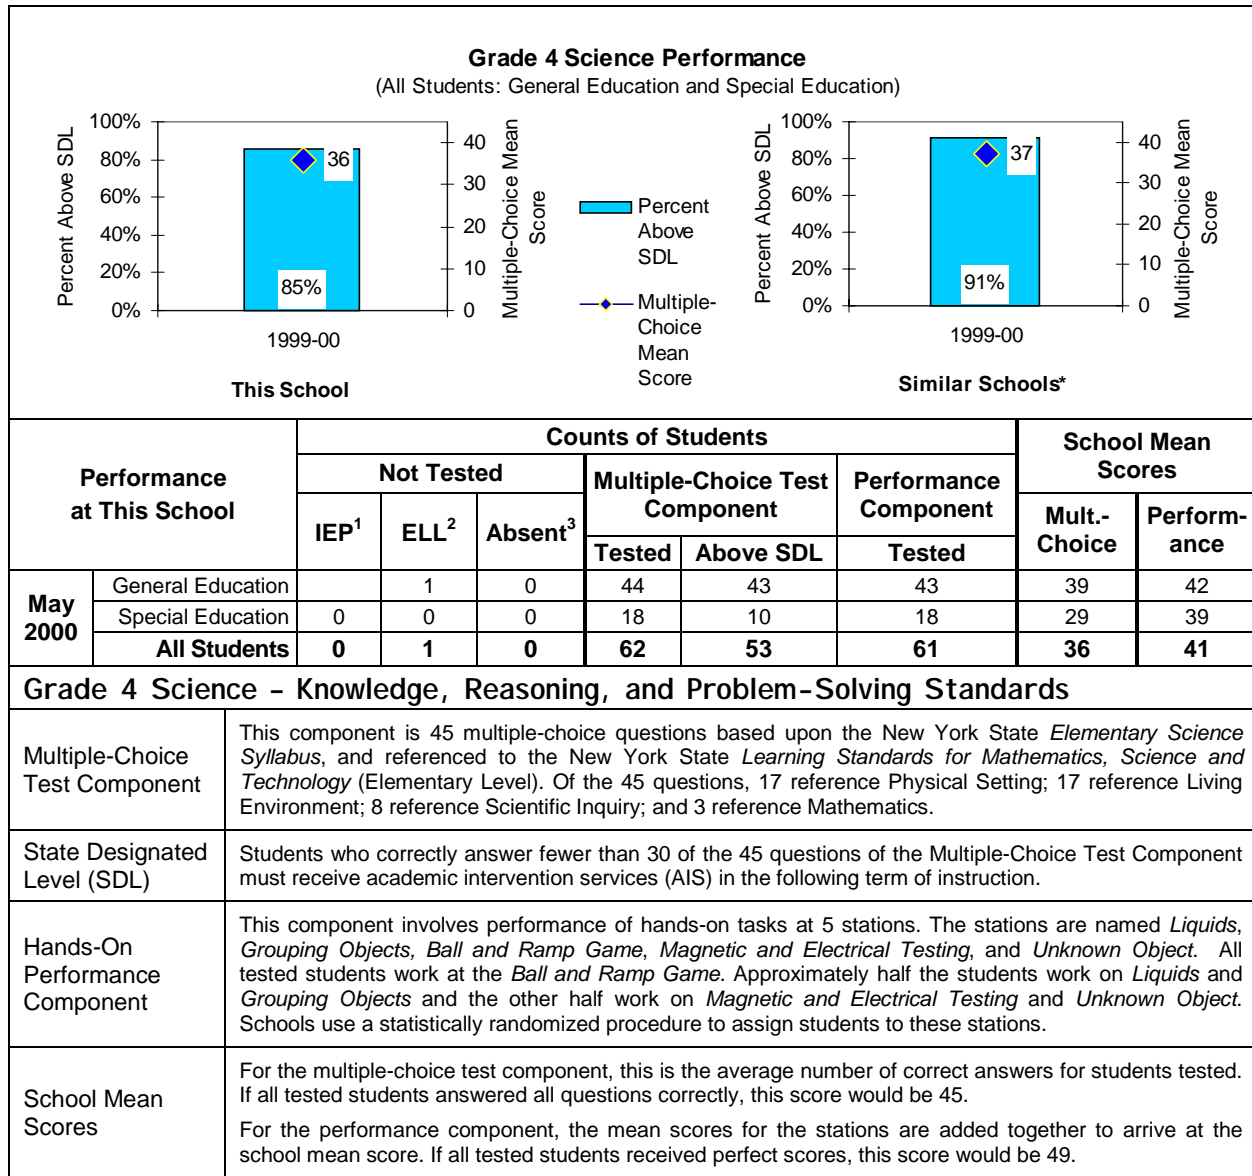 Grade 4 Science Performance
(All Students: General Education and Special Education)
Percent Above SDL
100%
80%
60%
40%
20%
0%
36
85%
40
30
20
10
0
Multiple-Choice Mean
Score
1999-00
This School
Percent
Above
SDL
Multiple-
Choice
Mean
Score
Percent Above SDL
100%
80%
60%
40%
20%
0%
37
91%
40
30
20
10
0
Multiple-Choice Mean
Score
1999-00
Similar Schools*
Performance
at This School
Counts of Students
School Mean
Scores
Not Tested
Multiple-Choice Test
Component
Performance
Component
IEP1 ELL2 Absent3
Mult.-
Choice
Perform-
ance
Tested Above SDL Tested
May
2000
General Education 1 0 44 43 43 39 42
Special Education 0 0 0 18 10 18 29 39
All Students 0 1 0 62 53 61 36 41
Grade 4 Science – Knowledge, Reasoning, and Problem-Solving Standards
Multiple-Choice
Test Component
This component is 45 multiple-choice questions based upon the New York State Elementary Science
Syllabus, and referenced to the New York State Learning Standards for Mathematics, Science and
Technology (Elementary Level). Of the 45 questions, 17 reference Physical Setting; 17 reference Living
Environment; 8 reference Scientific Inquiry; and 3 reference Mathematics.
State Designated
Level (SDL)
Students who correctly answer fewer than 30 of the 45 questions of the Multiple-Choice Test Component
must receive academic intervention services (AIS) in the following term of instruction.
Hands-On
Performance
Component
This component involves performance of hands-on tasks at 5 stations. The stations are named Liquids,
Grouping Objects, Ball and Ramp Game, Magnetic and Electrical Testing, and Unknown Object. All
tested students work at the Ball and Ramp Game. Approximately half the students work on Liquids and
Grouping Objects and the other half work on Magnetic and Electrical Testing and Unknown Object.
Schools use a statistically randomized procedure to assign students to these stations.
School Mean
Scores
For the multiple-choice test component, this is the average number of correct answers for students tested.
If all tested students answered all questions correctly, this score would be 45.
For the performance component, the mean scores for the stations are added together to arrive at the
school mean score. If all tested students received perfect scores, this score would be 49.